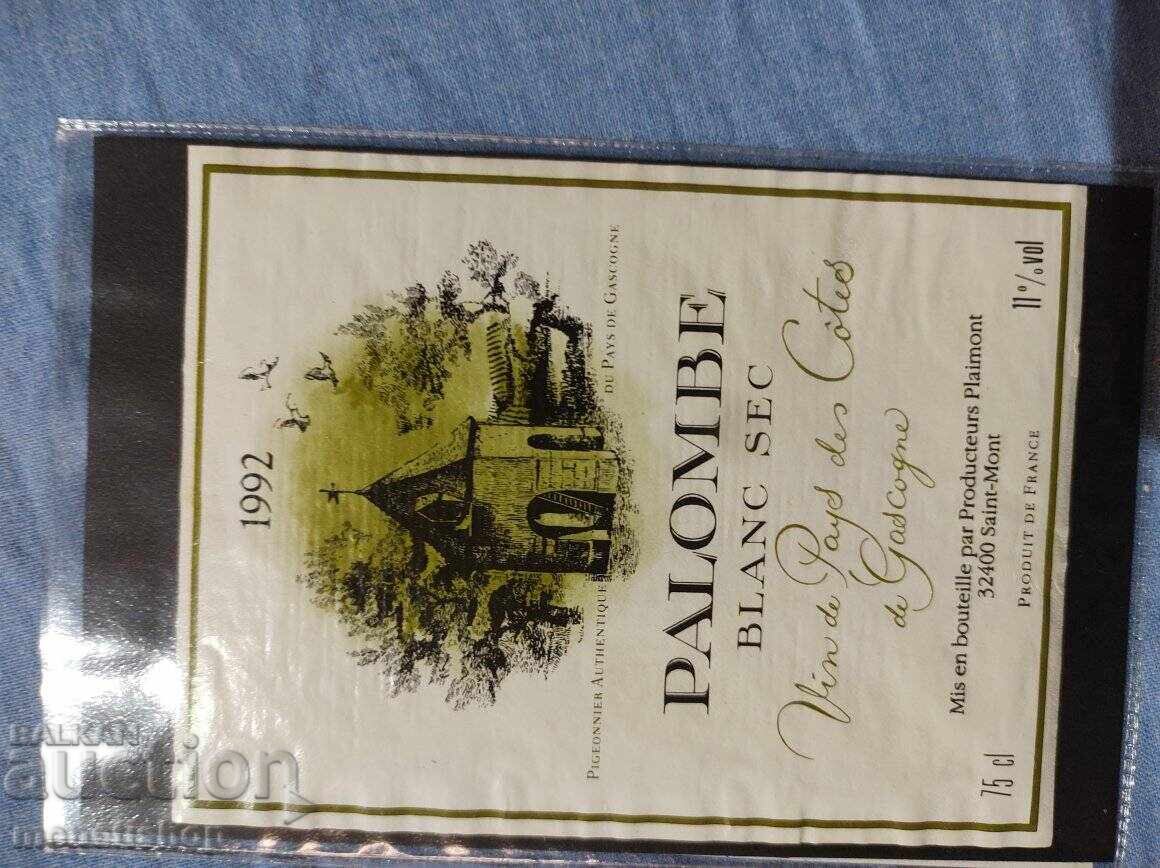 1992
PIGEONNIER AUTHENTIQUE DU PAYS DE GASCOGNE
PALOMBE
BLANC SEC
Vin de Pays des Côtes
de Gascogne
Mis en bouteille par Producteurs Plaimont
32400 Saint-Mont
75 cl PRODUIT DE FRANCE 11% vol
BALKAN
auction